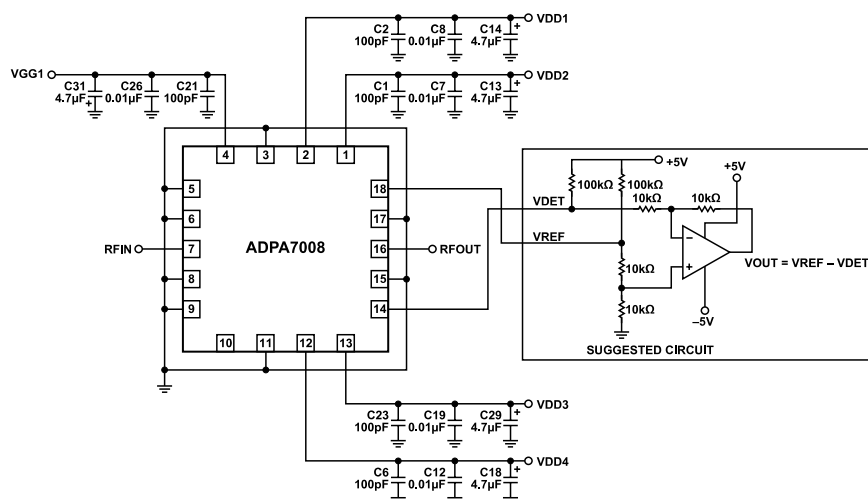 C2
100pF
C8
0.01µF
C14
4.7µF
+
VDD1
VGG1
C31
4.7µF
+
C26
0.01µF
C21
100pF
C1
100pF
C7
0.01µF
C13
4.7µF
+
VDD2
4
3
2
1
5
6
RFIN
7
8
9
ADPA7008
18
17
16
RFOUT
15
14
10
11
12
13
VDET
VREF
+5V
+5V
100kΩ
100kΩ
10kΩ
10kΩ
−
+
VOUT = VREF – VDET
10kΩ
10kΩ
–5V
SUGGESTED CIRCUIT
C23
100pF
C19
0.01µF
C29
4.7µF
+
VDD3
C6
100pF
C12
0.01µF
C18
4.7µF
+
VDD4